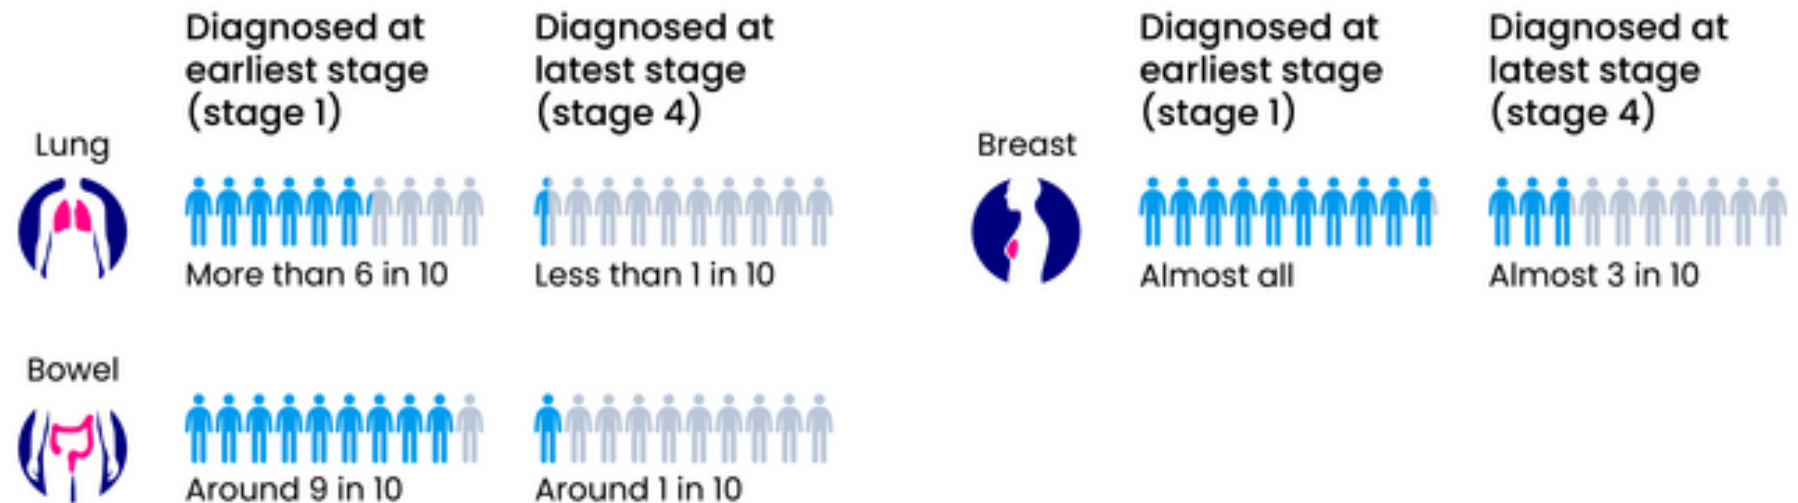 Diagnosed at
earliest stage
(stage 1)
Diagnosed at
latest stage
(stage 4)
Lung
More than 6 in 10
Less than 1 in 10
Bowel
Around 9 in 10
Around 1 in 10
Diagnosed at
earliest stage
(stage 1)
Diagnosed at
latest stage
(stage 4)
Breast
Almost all
Almost 3 in 10